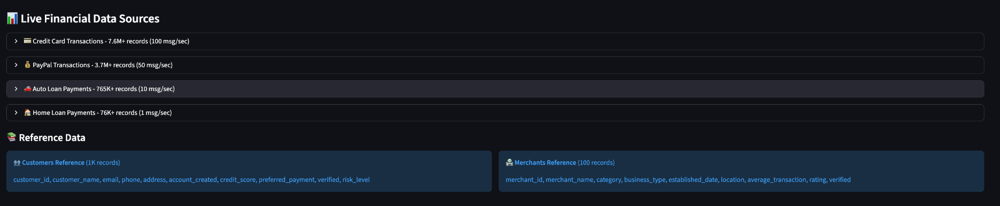 📊 Live Financial Data Sources
💳 Credit Card Transactions - 7.6M+ records (100 msg/sec)
💰 PayPal Transactions - 3.7M+ records (50 msg/sec)
🚗 Auto Loan Payments - 765K+ records (10 msg/sec)
🏠 Home Loan Payments - 76K+ records (1 msg/sec)
📚 Reference Data
👥 Customers Reference (1K records)
customer_id, customer_name, email, phone, address, account_created, credit_score, preferred_payment, verified, risk_level
🏪 Merchants Reference (100 records)
merchant_id, merchant_name, category, business_type, established_date, location, average_transaction, rating, verified